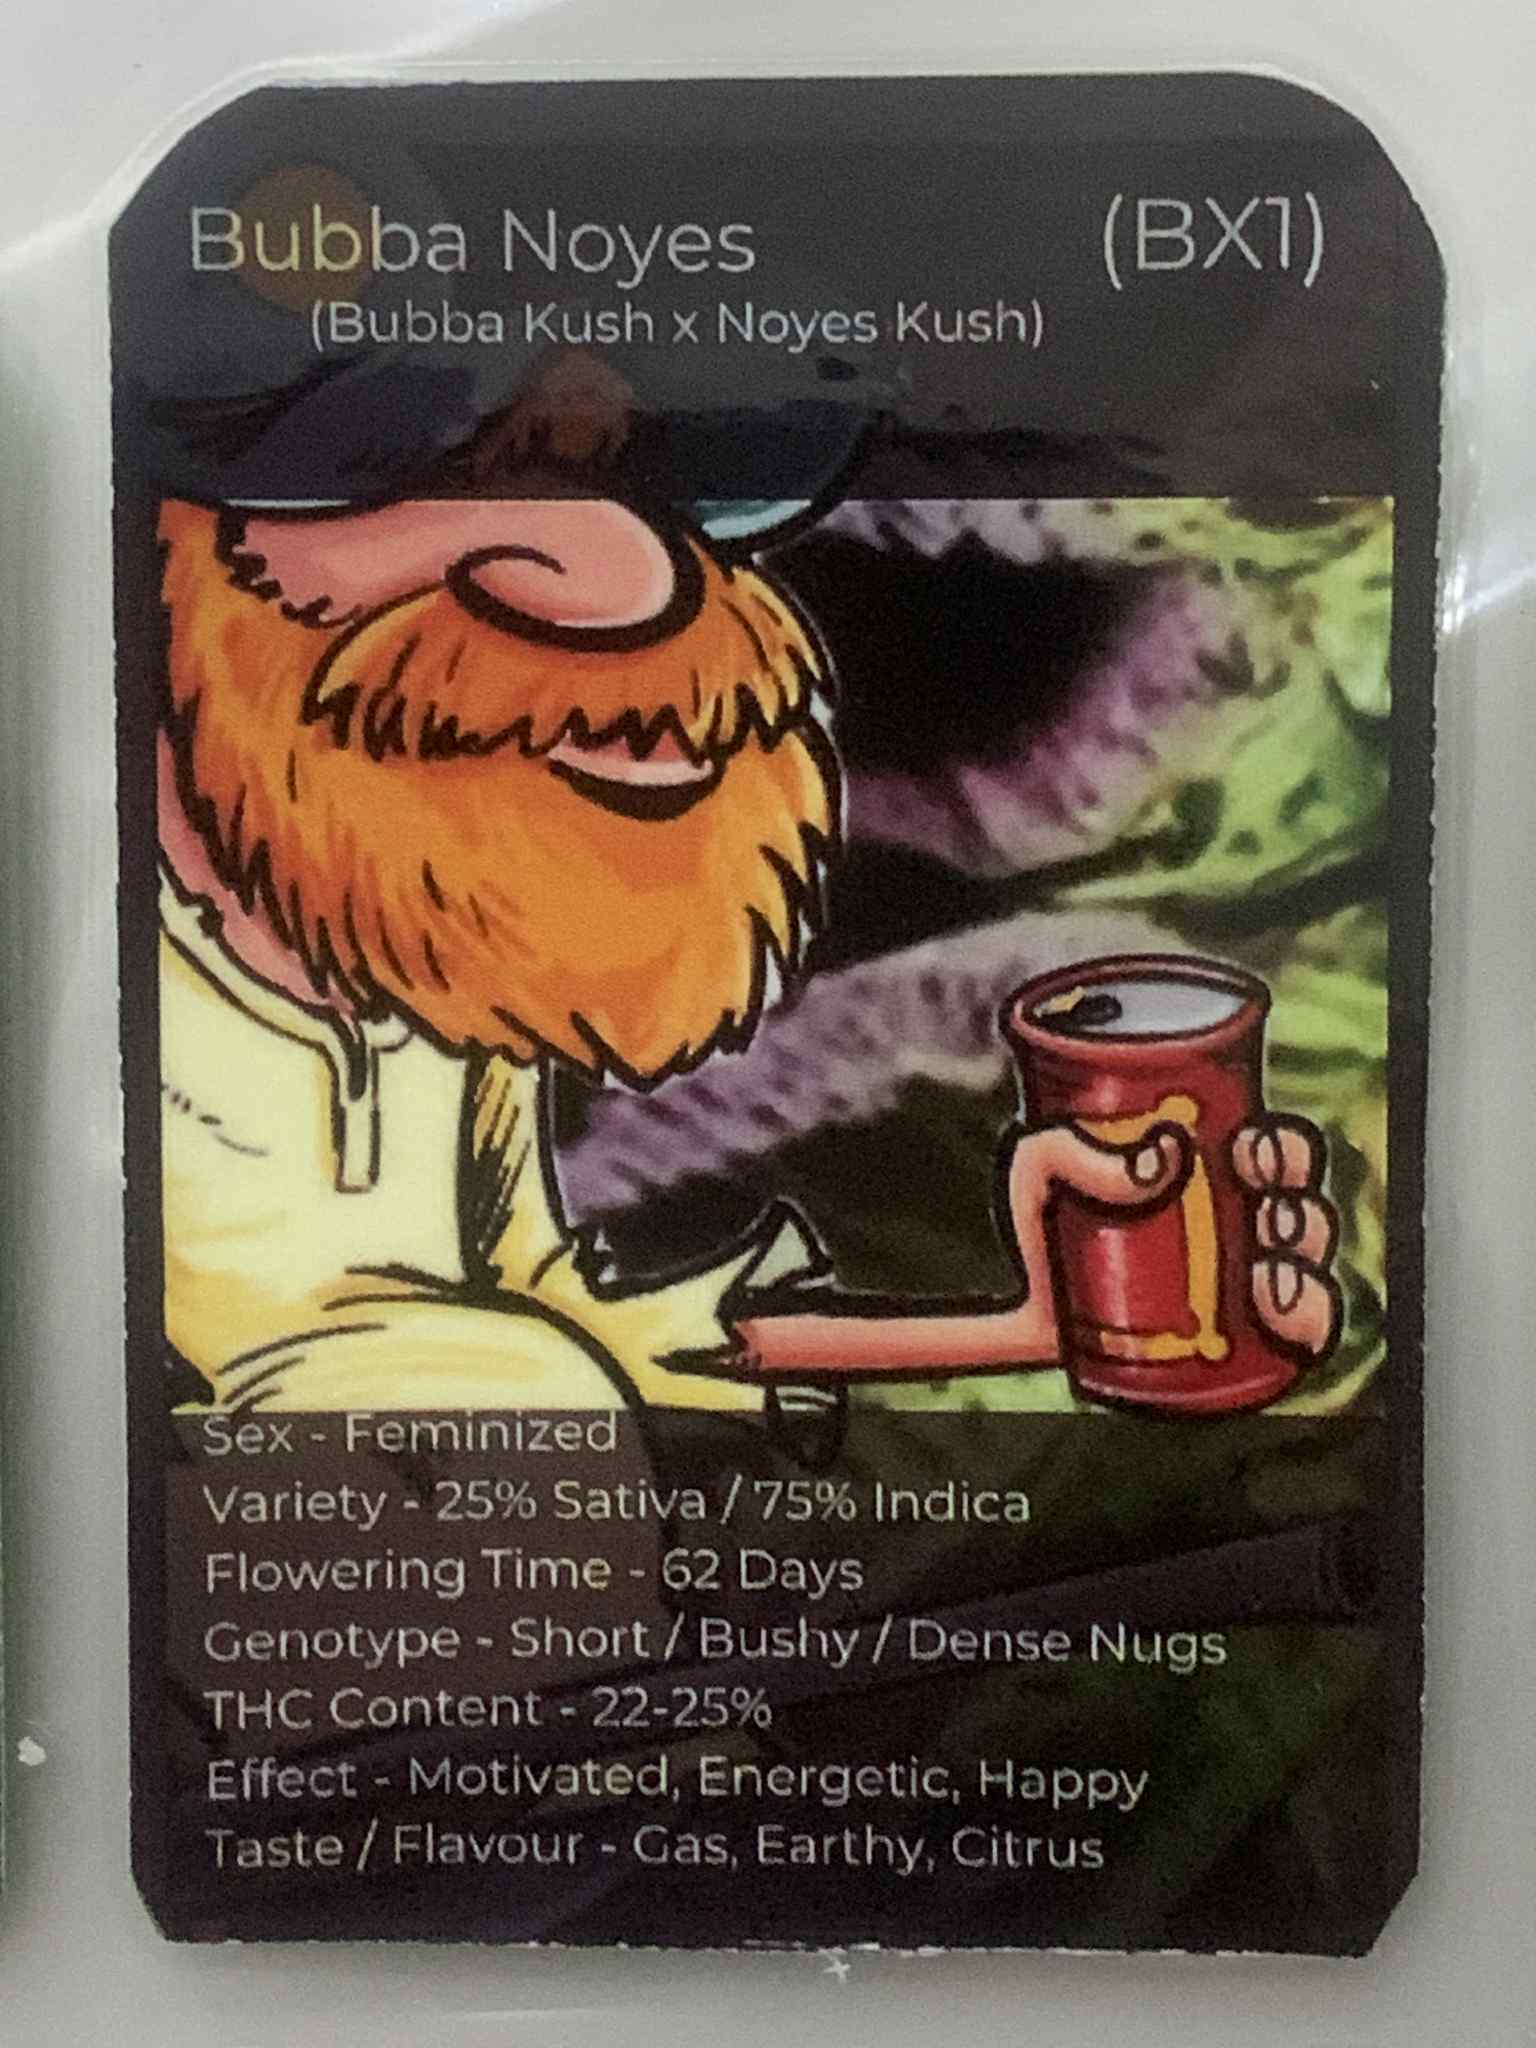 Bubba Noyes (BX1)
(Bubba Kush x Noyes Kush)
Sex - Feminized
Variety - 25% Sativa / 75% Indica
Flowering Time - 62 Days
Genotype - Short / Bushy / Dense Nugs
THC Content - 22-25%
Effect - Motivated, Energetic, Happy
Taste / Flavour - Gas, Earthy, Citrus